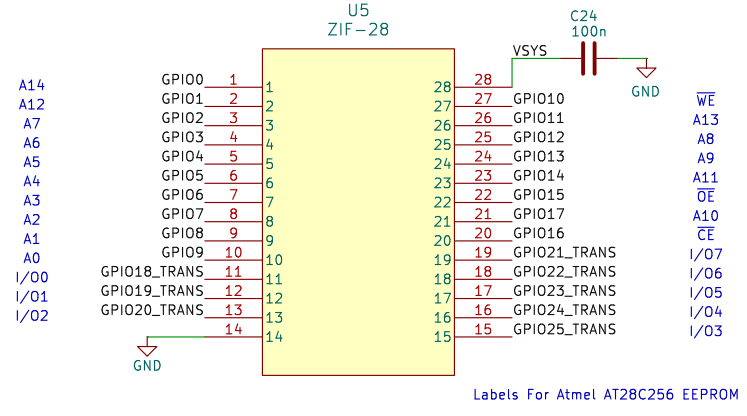 U5
ZIF-28
C24
100n
VSYS
GND
A14 GPIO0 1 1 28 28
A12 GPIO1 2 2 27 27 GPIO10 WE
A7 GPIO2 3 3 26 26 GPIO11 A13
A6 GPIO3 4 4 25 25 GPIO12 A8
A5 GPIO4 5 5 24 24 GPIO13 A9
A4 GPIO5 6 6 23 23 GPIO14 A11
A3 GPIO6 7 7 22 22 GPIO15 OE
A2 GPIO7 8 8 21 21 GPIO17 A10
A1 GPIO8 9 9 20 20 GPIO16 CE
A0 GPIO9 10 10 19 19 GPIO21_TRANS I/O7
I/O0 GPIO18_TRANS 11 11 18 18 GPIO22_TRANS I/O6
I/O1 GPIO19_TRANS 12 12 17 17 GPIO23_TRANS I/O5
I/O2 GPIO20_TRANS 13 13 16 16 GPIO24_TRANS I/O4
14 14 15 15 GPIO25_TRANS I/O3
GND
Labels For Atmel AT28C256 EEPROM